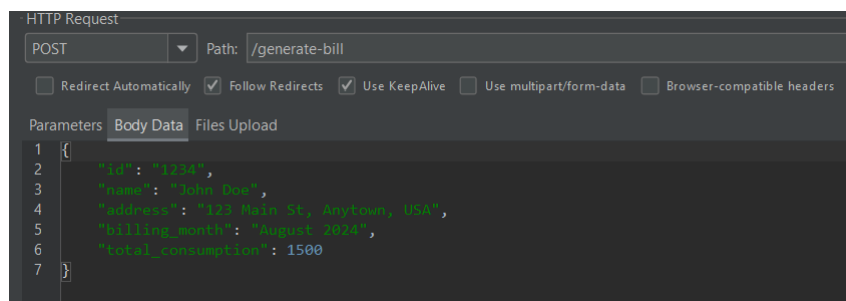 HTTP Request
POST Path: /generate-bill
Redirect Automatically Follow Redirects Use KeepAlive Use multipart/form-data Browser-compatible headers
Parameters Body Data Files Upload
1 {
2 "id": "1234",
3 "name": "John Doe",
4 "address": "123 Main St, Anytown, USA",
5 "billing_month": "August 2024",
6 "total_consumption": 1500
7 }